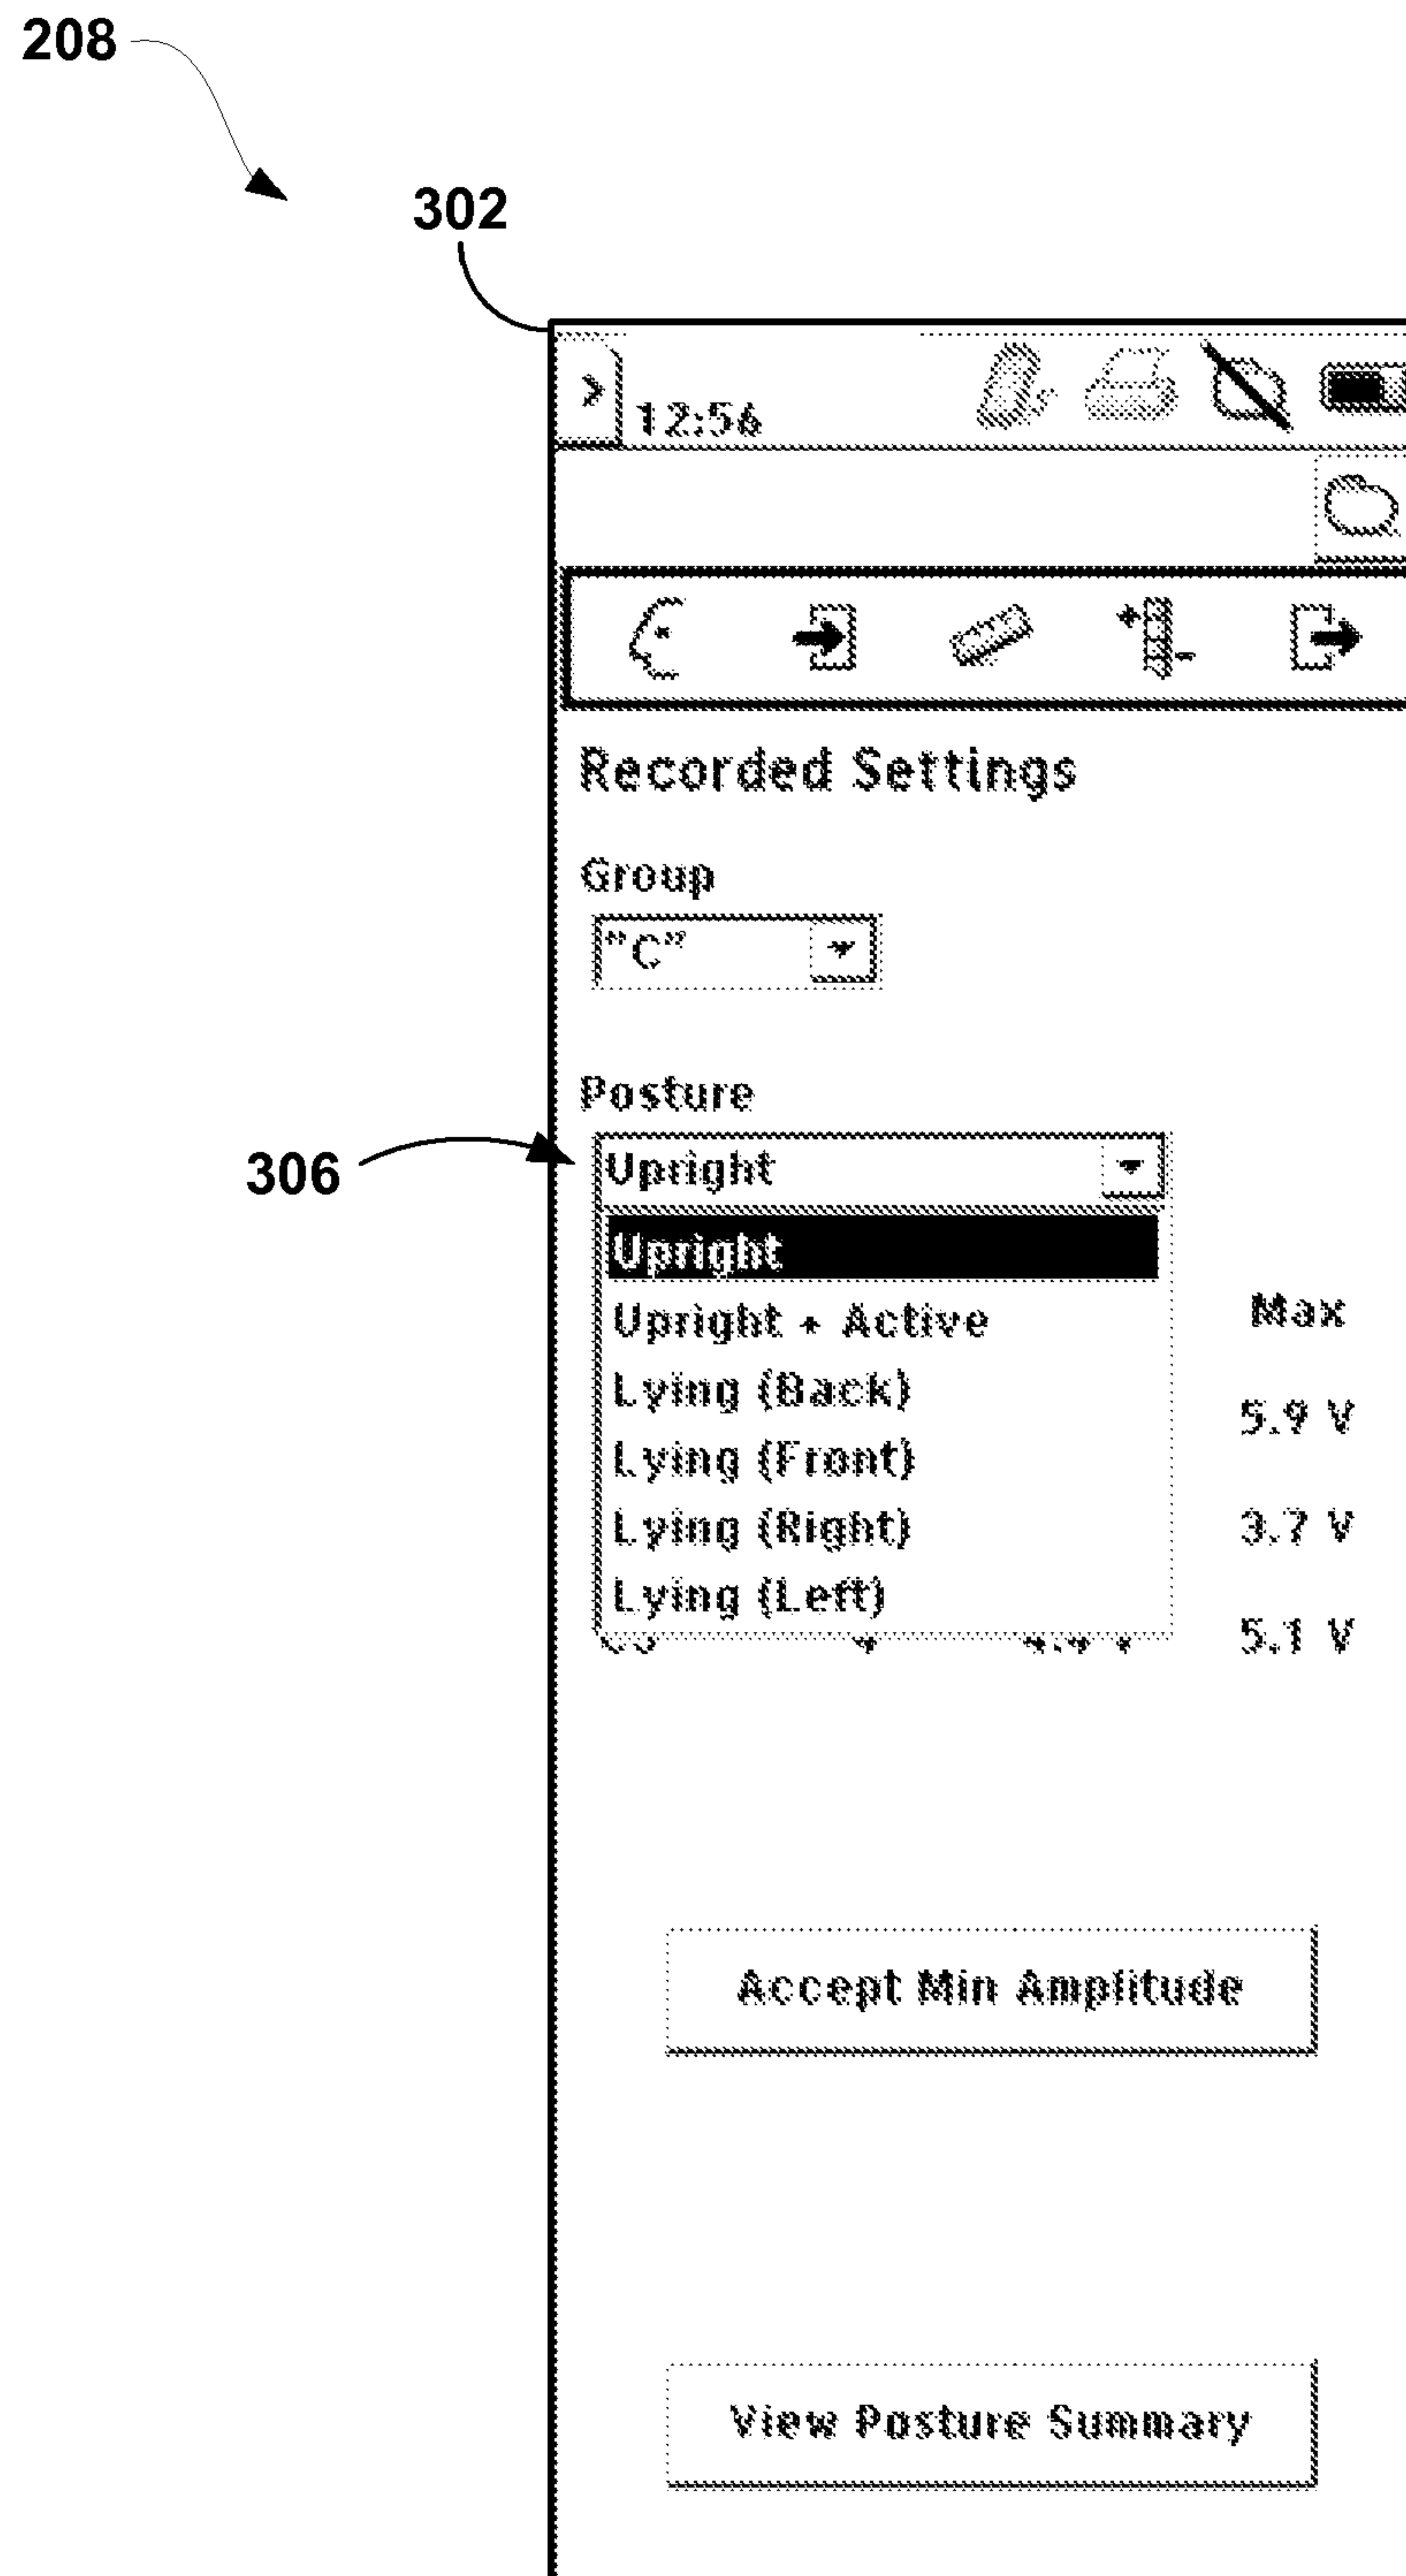 208
302
12:56
Recorded Settings
Group
"C"
Posture
306
Upright
Upright
Upright + Active
Max
Lying (Back)
5.9 V
Lying (Front)
Lying (Right)
3.7 V
Lying (Left)
5.1 V
Accept Min Amplitude
View Posture Summary